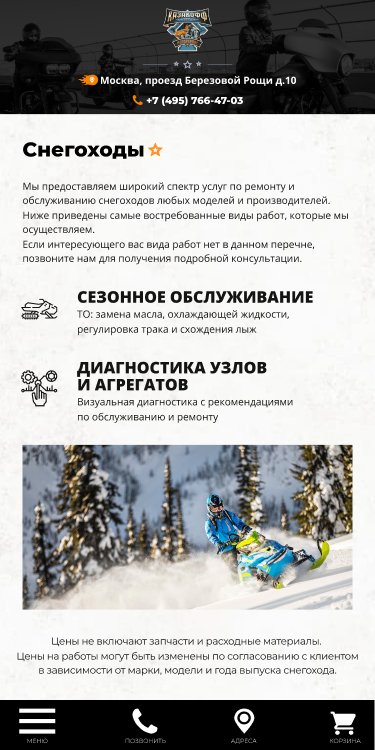 КАЗАКОФФ
Москва, проезд Березовой Рощи д.10
+7 (495) 766-47-03
Снегоходы
Мы предоставляем широкий спектр услуг по ремонту и
обслуживанию снегоходов любых моделей и производителей.
Ниже приведены самые востребованные виды работ, которые мы
осуществляем.
Если интересующего вас вида работ нет в данном перечне,
позвоните нам для получения подробной консультации.
СЕЗОННОЕ ОБСЛУЖИВАНИЕ
ТО: замена масла, охлаждающей жидкости,
регулировка трака и схождения лыж
ДИАГНОСТИКА УЗЛОВ
И АГРЕГАТОВ
Визуальная диагностика с рекомендациями
по обслуживанию и ремонту
Цены не включают запчасти и расходные материалы.
Цены на работы могут быть изменены по согласованию с клиентом
в зависимости от марки, модели и года выпуска снегохода.
МЕНЮ
ПОЗВОНИТЬ
АДРЕСА
КОРЗИНА